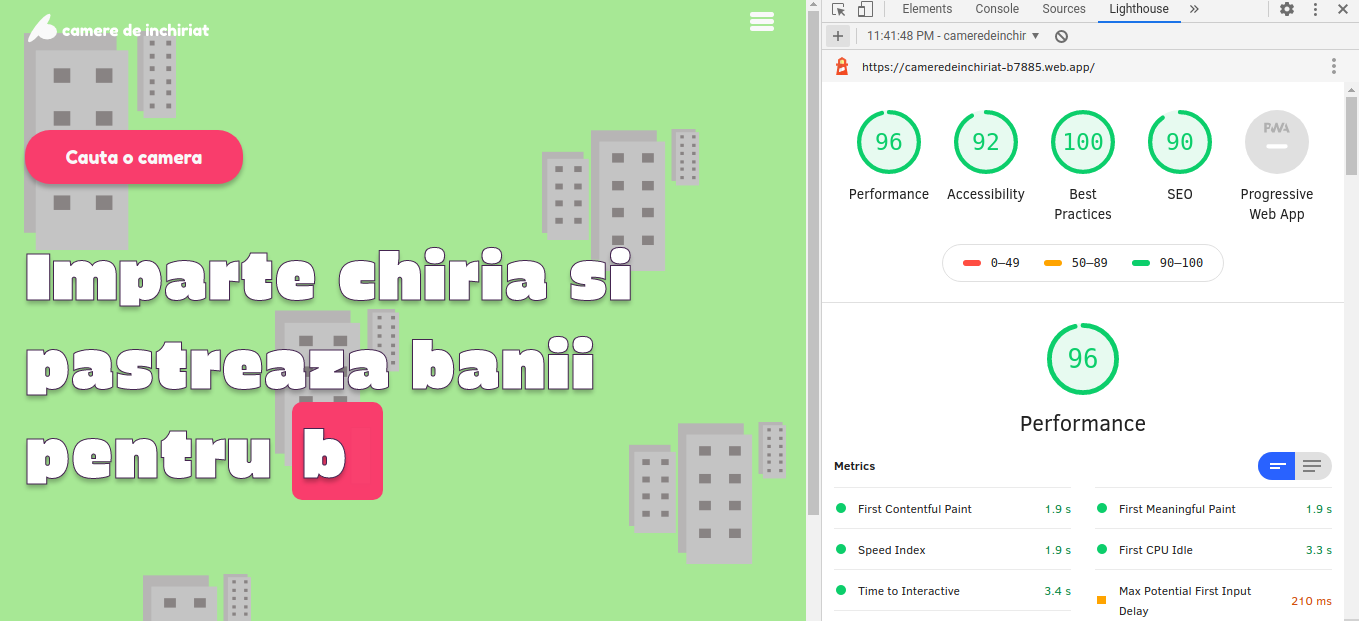 camere de inchiriat
Cauta o camera
Imparte chiria si
pastreaza banii
pentru b
Elements Console Sources Lighthouse »
11:41:48 PM - cameredeinchir
https://cameredeinchiriat-b7885.web.app/
96 92 100 90 PWA
Performance Accessibility Best Practices SEO Progressive Web App
0–49 50–89 90–100
96
Performance
Metrics
First Contentful Paint 1.9 s
First Meaningful Paint 1.9 s
Speed Index 1.9 s
First CPU Idle 3.3 s
Time to Interactive 3.4 s
Max Potential First Input
Delay 210 ms